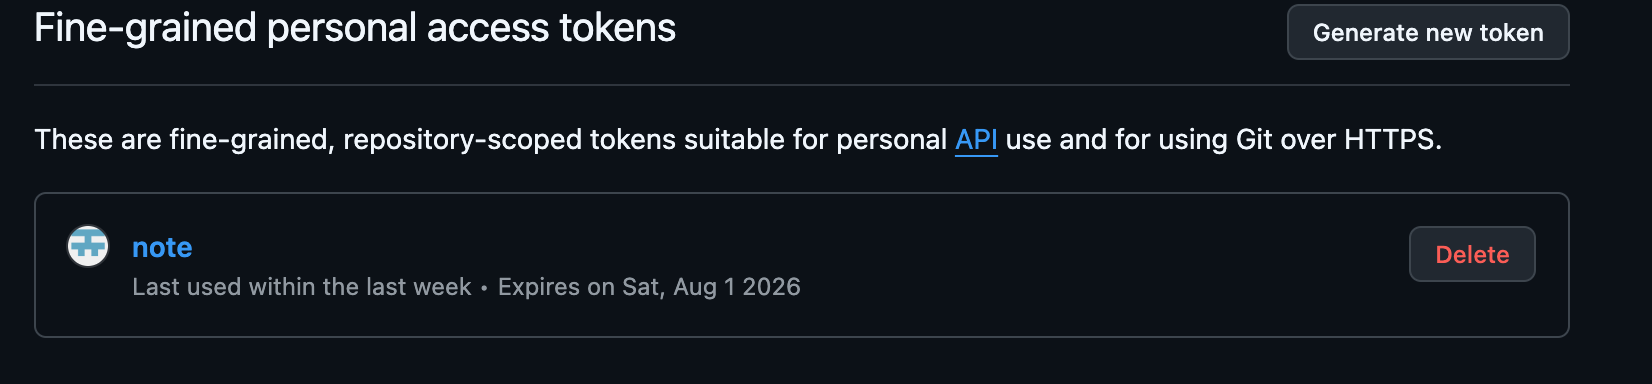 Fine-grained personal access tokens
Generate new token
These are fine-grained, repository-scoped tokens suitable for personal API use and for using Git over HTTPS.
note
Delete
Last used within the last week • Expires on Sat, Aug 1 2026